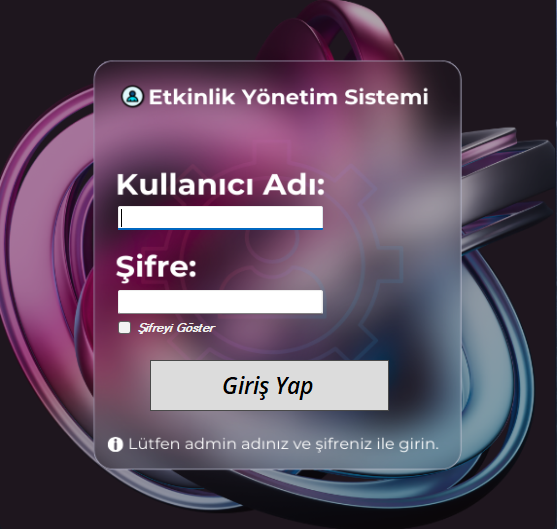 Etkinlik Yönetim Sistemi
Kullanıcı Adı:
Şifre:
Şifreyi Göster
Giriş Yap
Lütfen admin adınız ve şifreniz ile girin.